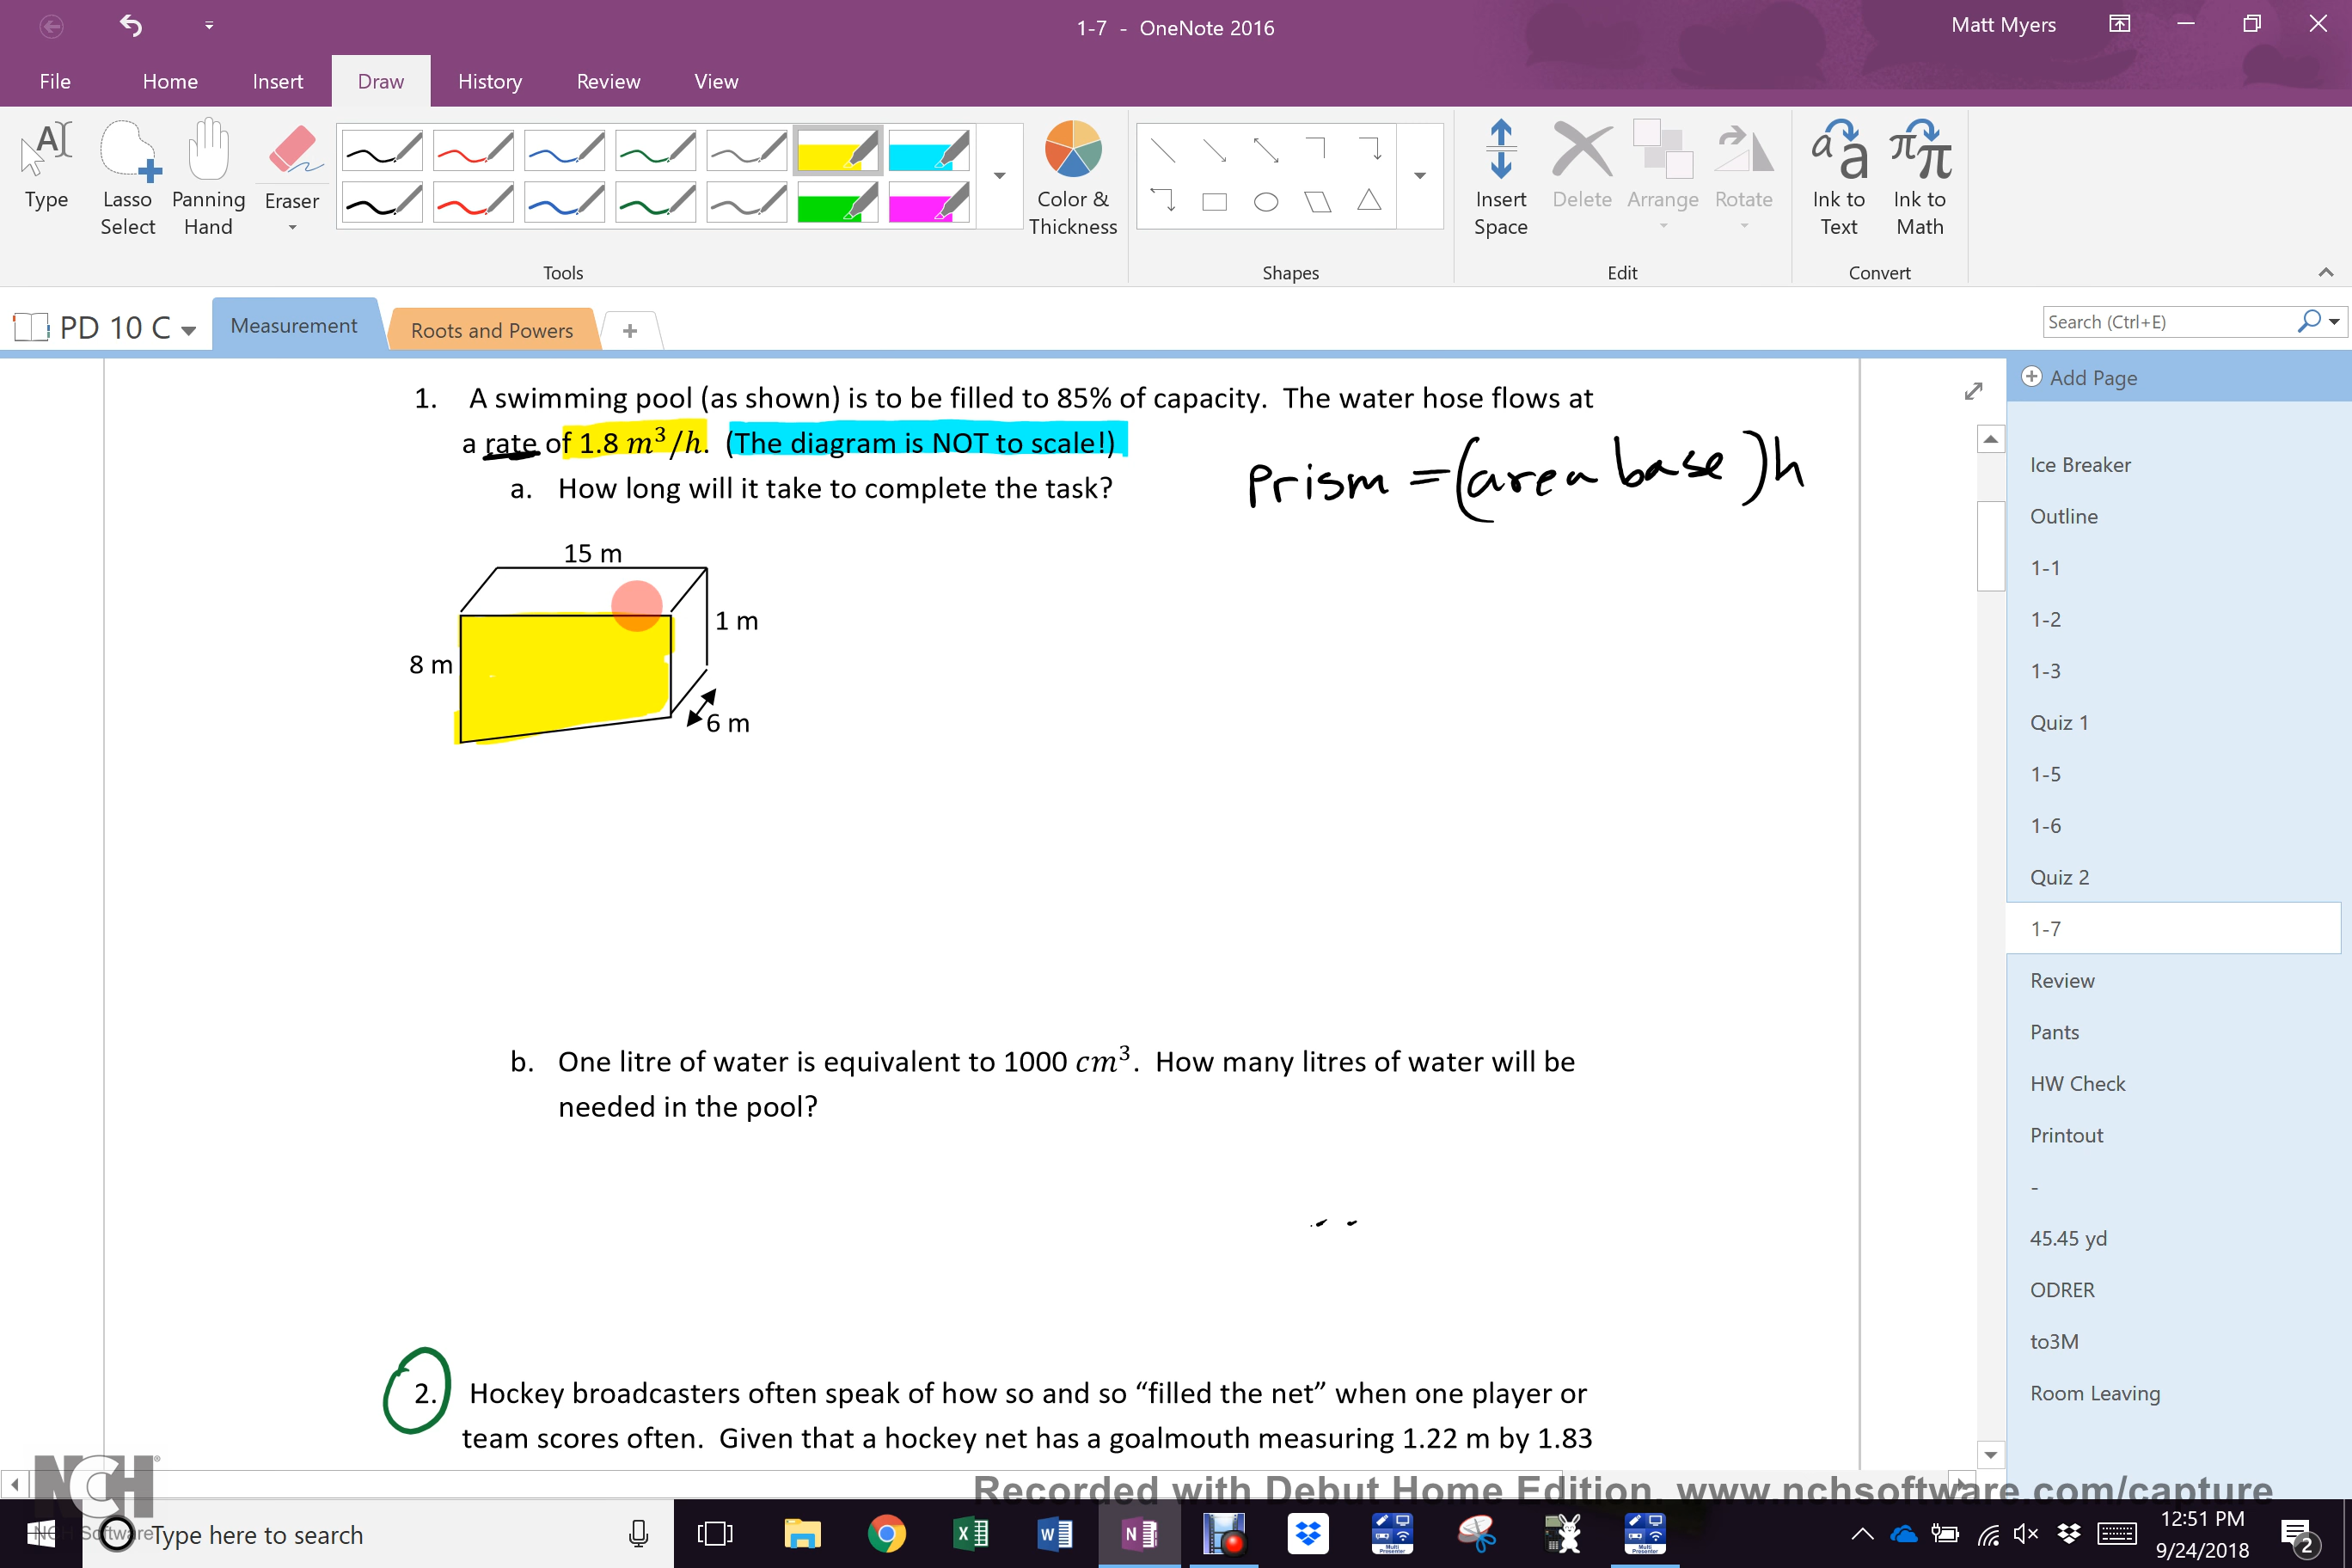 1-7 - OneNote 2016
Matt Myers
File
Home
Insert
Draw
History
Review
View
Type
Lasso Select
Panning Hand
Eraser
Color & Thickness
Insert Space
Delete
Arrange
Rotate
Ink to Text
Ink to Math
Tools
Shapes
Edit
Convert
PD 10 C
Measurement
Roots and Powers
Search (Ctrl+E)
Add Page
1. A swimming pool (as shown) is to be filled to 85% of capacity. The water hose flows at
a rate of 1.8 m³/h. (The diagram is NOT to scale!)
a. How long will it take to complete the task?
Prism = (area base)h
15 m
1 m
8 m
6 m
b. One litre of water is equivalent to 1000 cm³. How many litres of water will be
needed in the pool?
2. Hockey broadcasters often speak of how so and so “filled the net” when one player or
team scores often. Given that a hockey net has a goalmouth measuring 1.22 m by 1.83
Ice Breaker
Outline
1-1
1-2
1-3
Quiz 1
1-5
1-6
Quiz 2
1-7
Review
Pants
HW Check
Printout
-
45.45 yd
ODRER
to3M
Room Leaving
NCH
NCH Software
Recorded with Debut Home Edition. www.nchsoftware.com/capture
Type here to search
12:51 PM
9/24/2018
2